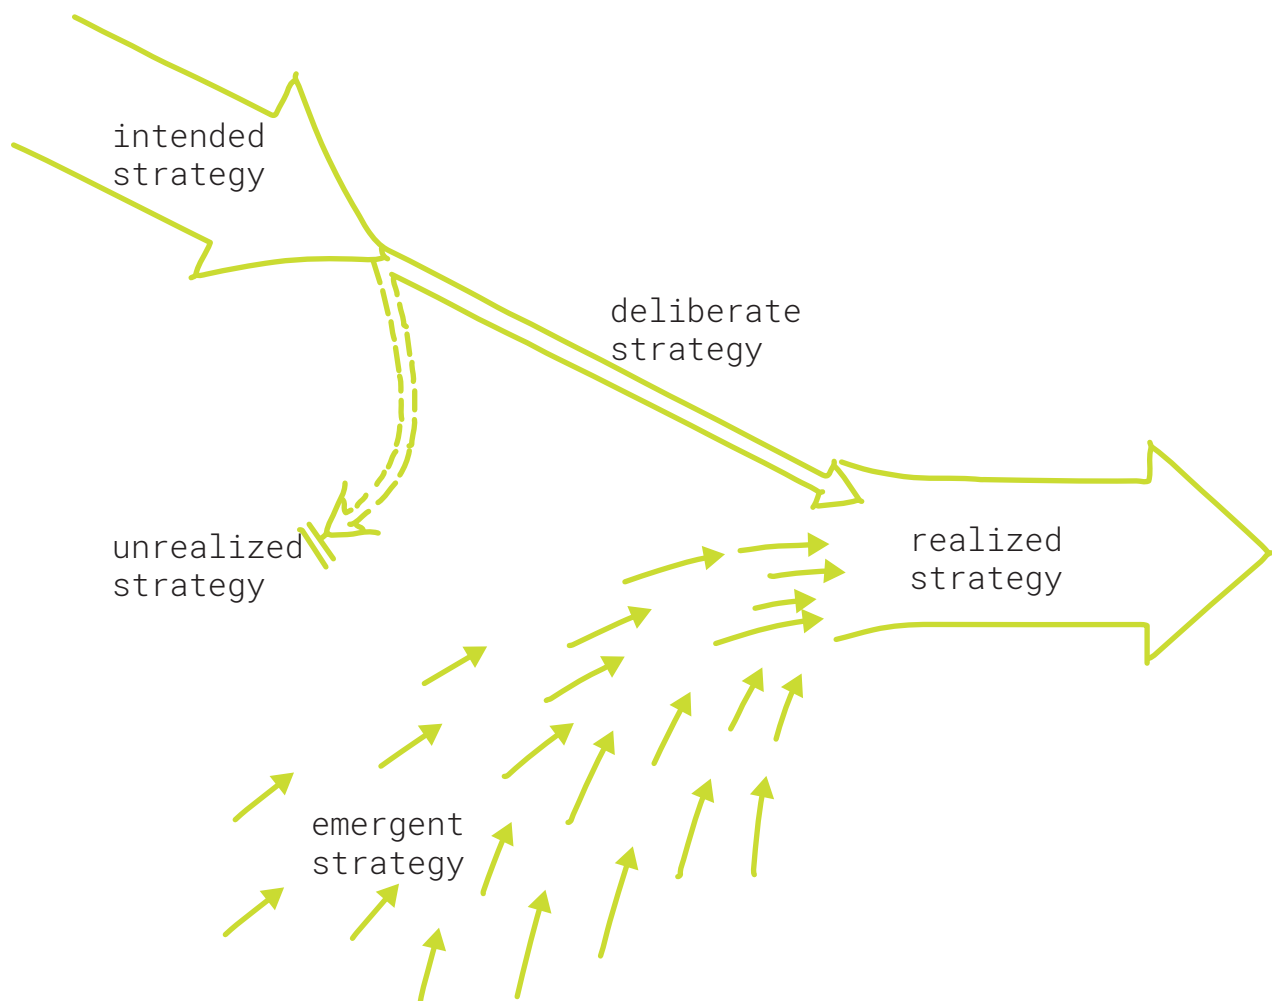 intended
strategy
deliberate
strategy
unrealized
strategy
realized
strategy
emergent
strategy